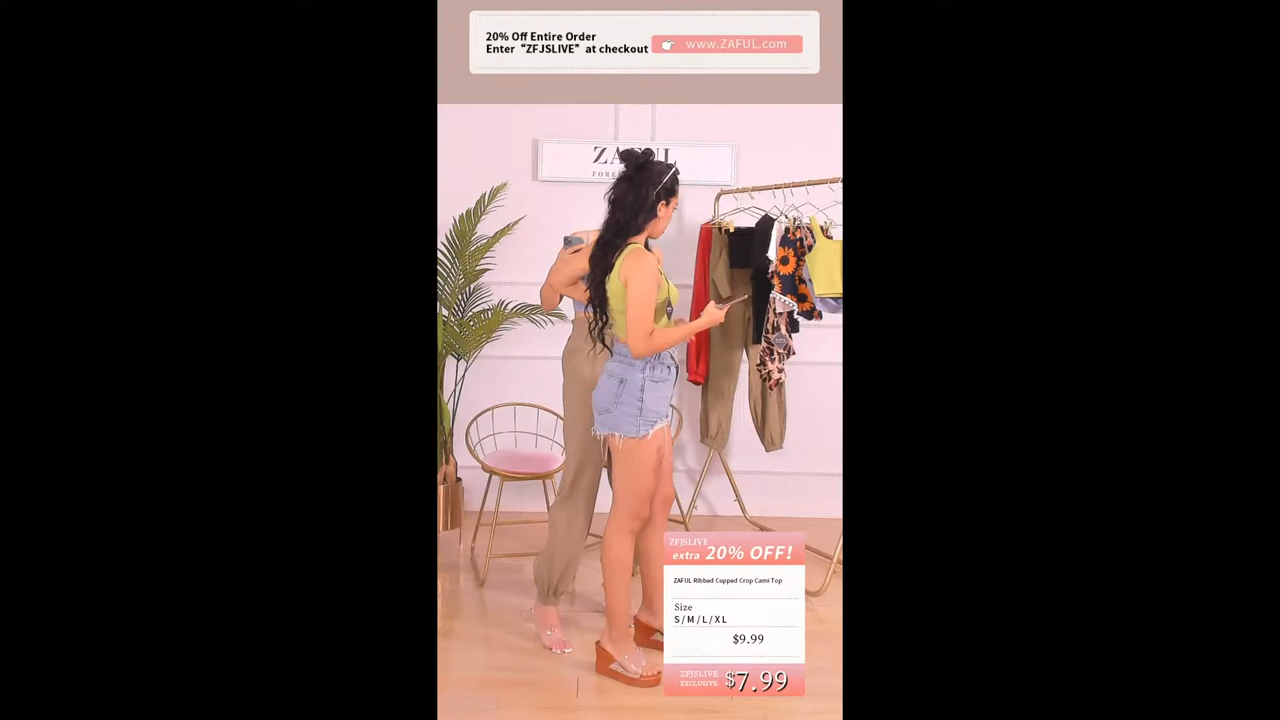 20% Off Entire Order
Enter “ZFJSLIVE” at checkout
www.ZAFUL.com
ZAFUL
ZFJSLIVE
extra 20% OFF!
ZAFUL Ribbed Cupped Crop Cami Top
Size
S/M/L/XL
$9.99
ZFJSLIVE
EXCLUSIVE
$7.99